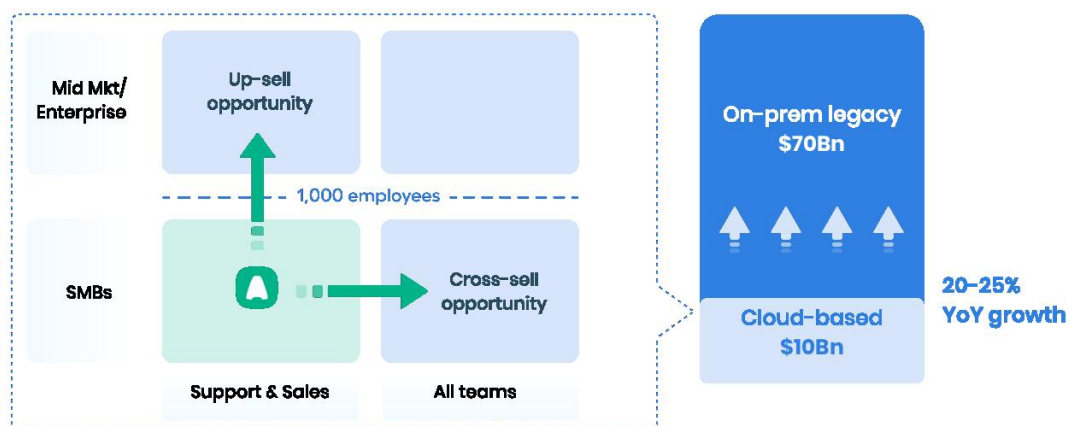 Mid Mkt/
Enterprise
Up-sell
opportunity
1,000 employees
SMBs
Cross-sell
opportunity
Support & Sales
All teams
On-prem legacy
$70Bn
Cloud-based
$10Bn
20-25%
YoY growth